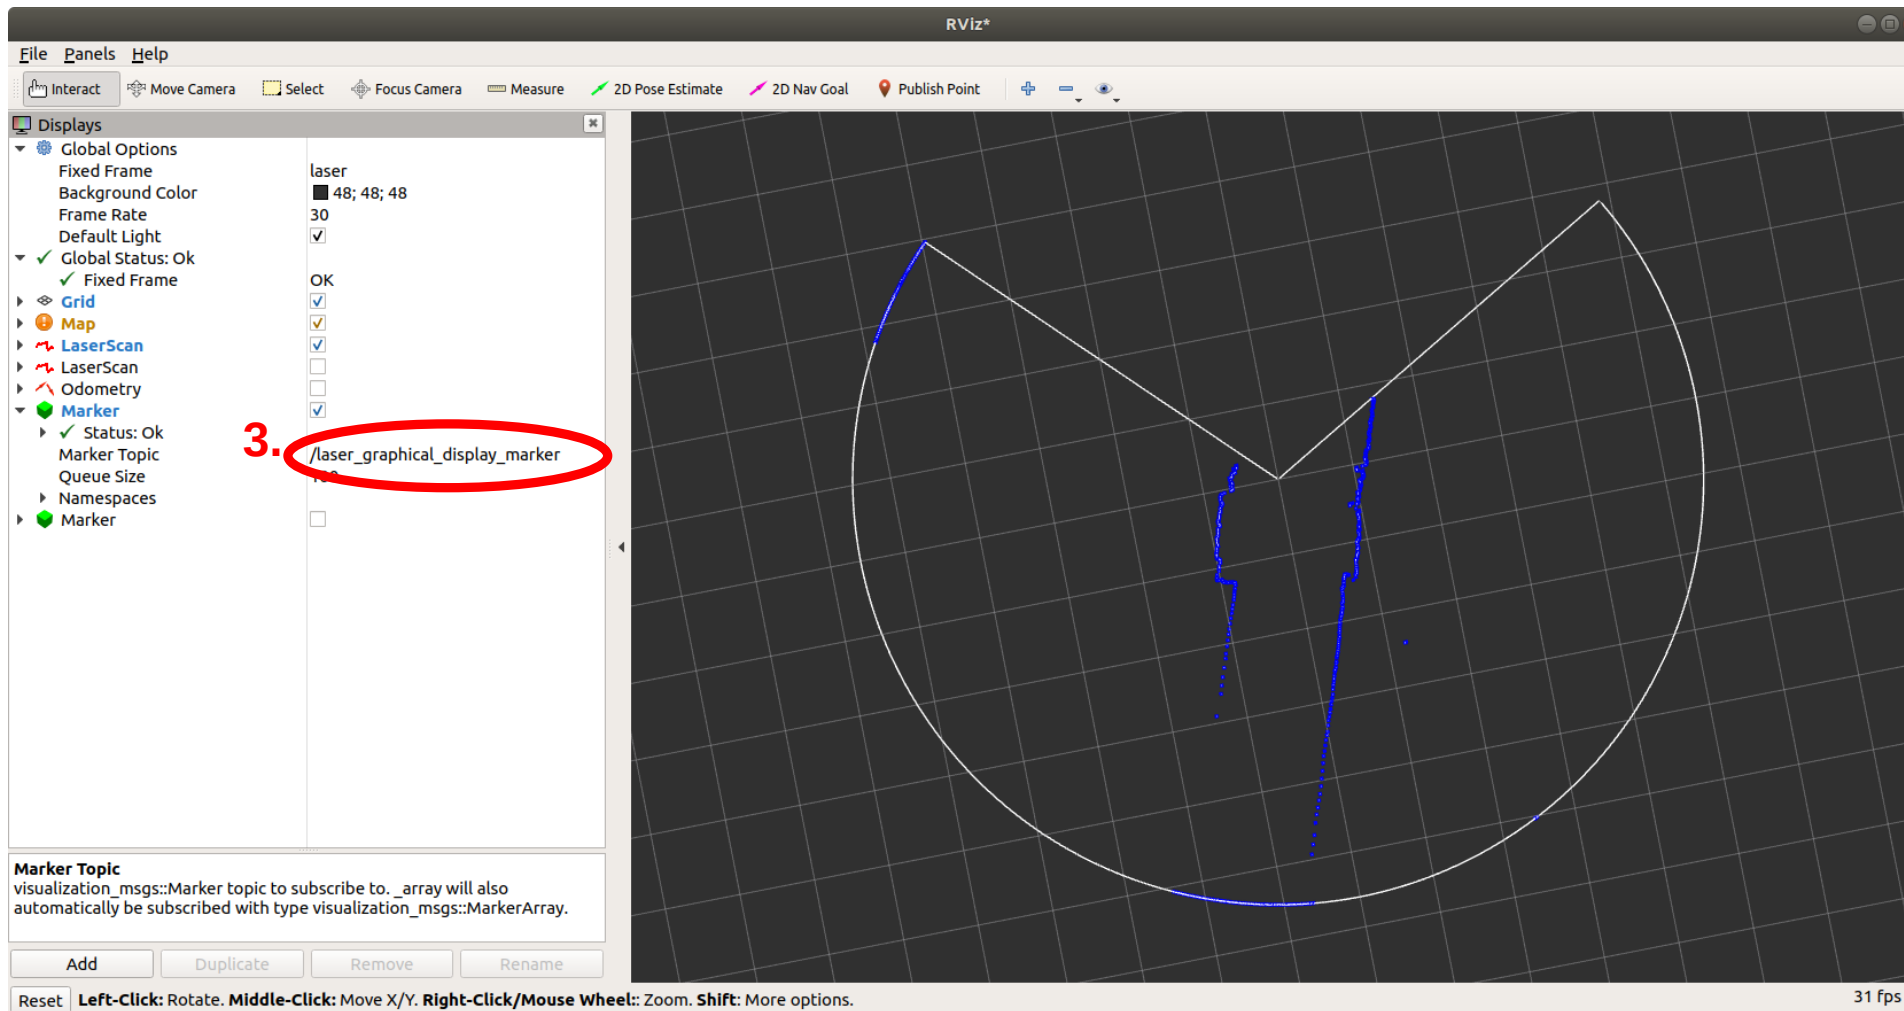 RViz*
File Panels Help
Interact Move Camera Select Focus Camera Measure 2D Pose Estimate 2D Nav Goal Publish Point
Displays
Global Options
Fixed Frame laser
Background Color 48; 48; 48
Frame Rate 30
Default Light
Global Status: Ok
Fixed Frame OK
Grid
Map
LaserScan
LaserScan
Odometry
Marker
Status: Ok
3.
Marker Topic /laser_graphical_display_marker
Queue Size
Namespaces
Marker
Marker Topic
visualization_msgs::Marker topic to subscribe to. _array will also
automatically be subscribed with type visualization_msgs::MarkerArray.
Add Duplicate Remove Rename
Reset Left-Click: Rotate. Middle-Click: Move X/Y. Right-Click/Mouse Wheel:: Zoom. Shift: More options. 31 fps